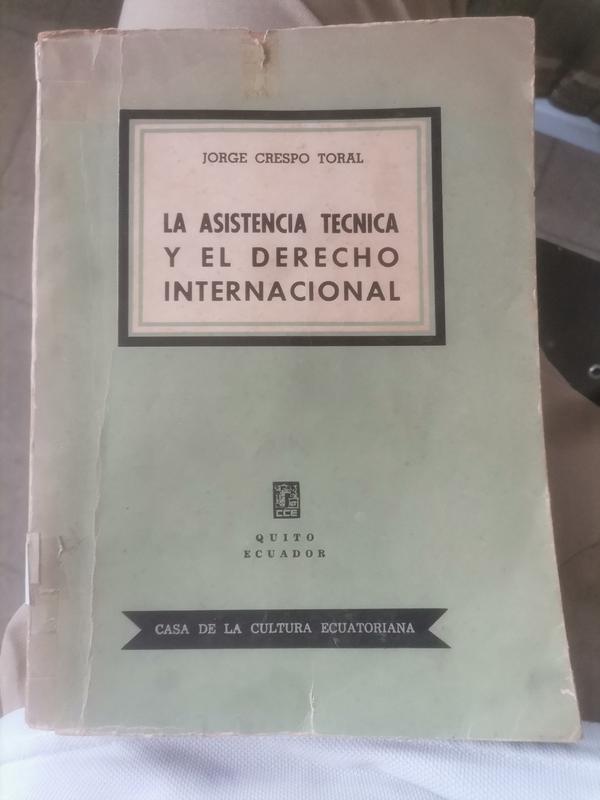 JORGE CRESPO TORAL
LA ASISTENCIA TECNICA
Y EL DERECHO
INTERNACIONAL
CCE
QUITO
ECUADOR
CASA DE LA CULTURA ECUATORIANA